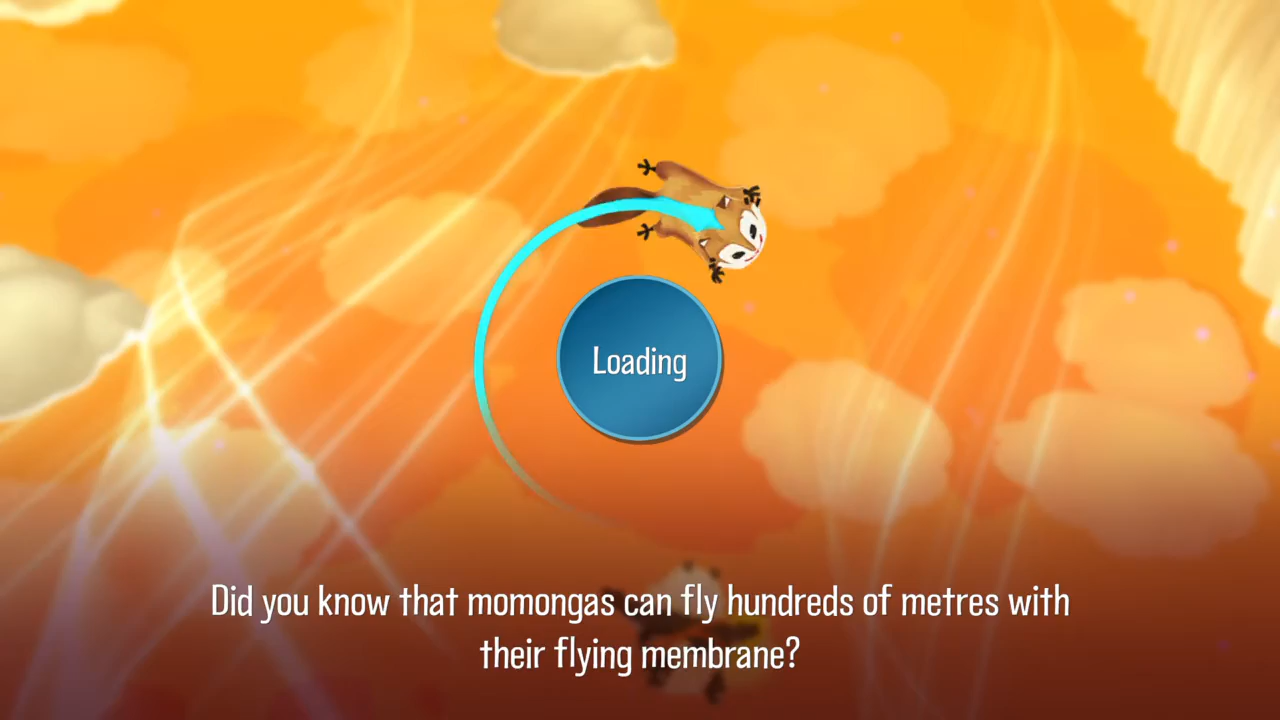 Loading
Did you know that momongas can fly hundreds of metres with
their flying membrane?